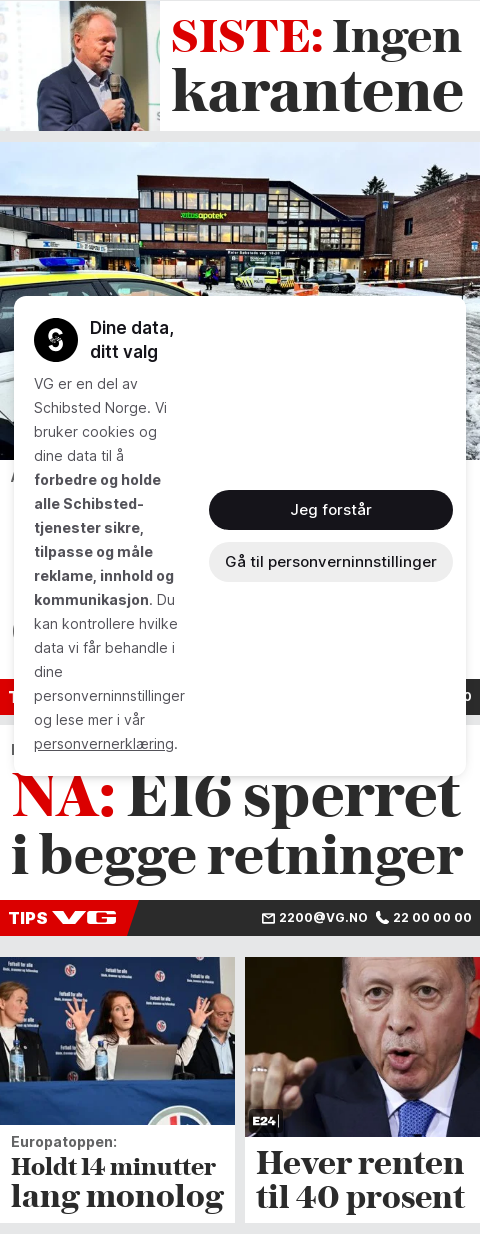 SISTE: Ingen
karantene
vitusapotek
Dine data,
ditt valg
VG er en del av
Schibsted Norge. Vi
bruker cookies og
dine data til å
forbedre og holde
alle Schibsted-
tjenester sikre,
tilpasse og måle
reklame, innhold og
kommunikasjon. Du
kan kontrollere hvilke
data vi får behandle i
dine
personverninnstillinger
og lese mer i vår
personvernerklæring.
Jeg forstår
Gå til personverninnstillinger
NÅ: E16 sperret
i begge retninger
TIPS VG
2200@VG.NO 22 00 00 00
Fotball for alle
Europatoppen:
Holdt 14 minutter
lang monolog
E24
Hever renten
til 40 prosent